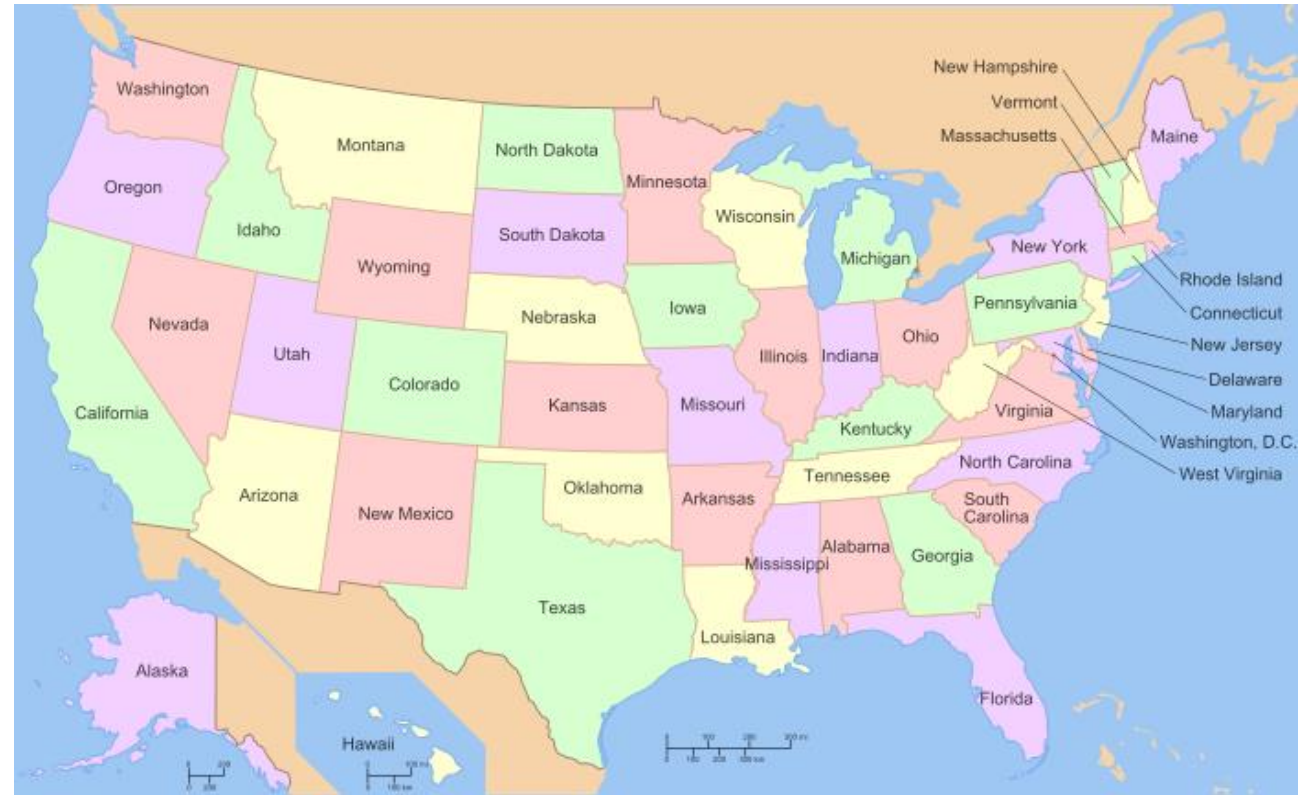 New Hampshire
Washington
Vermont
Massachusetts
Maine
Montana
North Dakota
Minnesota
Oregon
Idaho
Wisconsin
South Dakota
New York
Michigan
Wyoming
Rhode Island
Pennsylvania
Connecticut
Iowa
Nebraska
Nevada
Ohio
New Jersey
Utah
Illinois
Indiana
Colorado
Delaware
California
Kansas
Missouri
Virginia
Maryland
Kentucky
Washington, D.C.
North Carolina
Tennessee
West Virginia
Oklahoma
Arizona
Arkansas
South
Carolina
New Mexico
Alabama
Georgia
Mississippi
Texas
Louisiana
Alaska
Florida
Hawaii